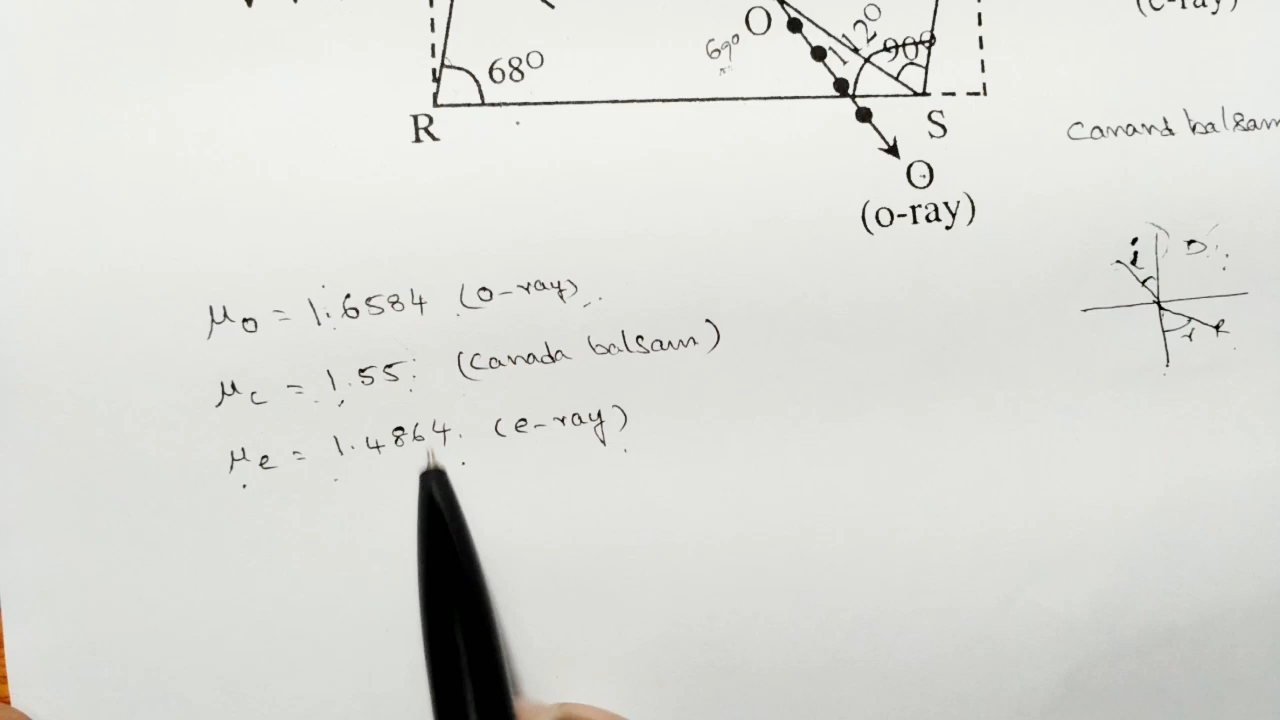 (e-ray)
O
112°
69°
90°
68°
R
S
Canand balsam
O
(o-ray)
i D
r R
μo = 1.6584 (o-ray)
μc = 1.55 (Canada balsam)
μe = 1.4864. (e-ray)